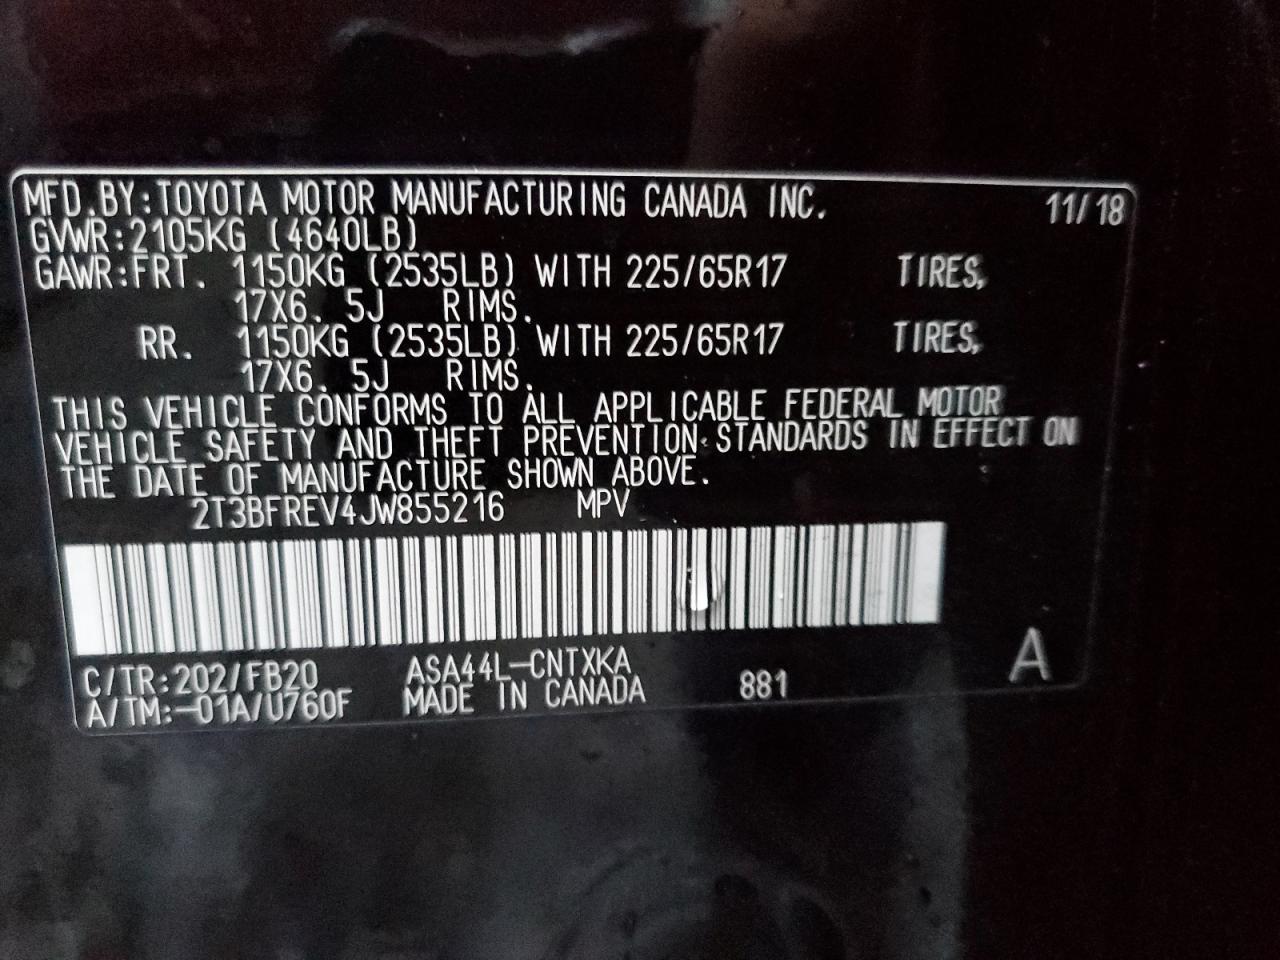 MFD.BY:TOYOTA MOTOR MANUFACTURING CANADA INC. 11/18
GVWR:2105KG (4640LB)
GAWR:FRT. 1150KG (2535LB) WITH 225/65R17 TIRES,
17X6.5J RIMS.
RR. 1150KG (2535LB) WITH 225/65R17 TIRES,
17X6.5J RIMS.
THIS VEHICLE CONFORMS TO ALL APPLICABLE FEDERAL MOTOR
VEHICLE SAFETY AND THEFT PREVENTION STANDARDS IN EFFECT ON
THE DATE OF MANUFACTURE SHOWN ABOVE.
2T3BFREV4JW855216 MPV
C/TR:202/FB20 ASA44L-CNTXKA
A/TM:-01A/U760F MADE IN CANADA 881 A